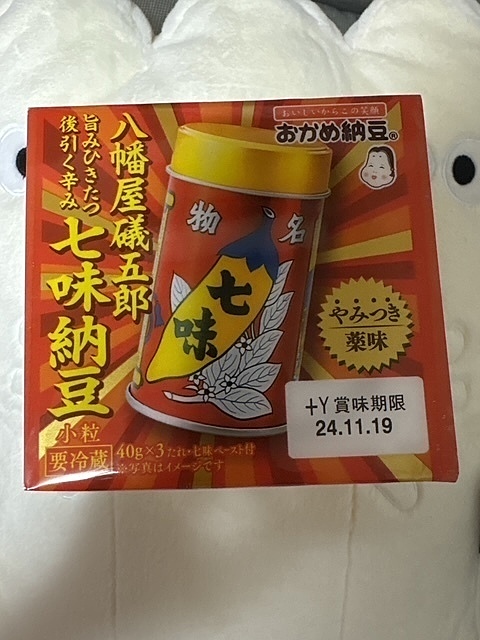 おいしいからこの笑顔
おかめ納豆®
旨みひきたつ
後引く辛み
八幡屋礒五郎
七味納豆
小粒
名物
七味
やみつき
薬味
+Y 賞味期限
24.11.19
要冷蔵
40g×3 たれ・七味ペースト付
※写真はイメージです